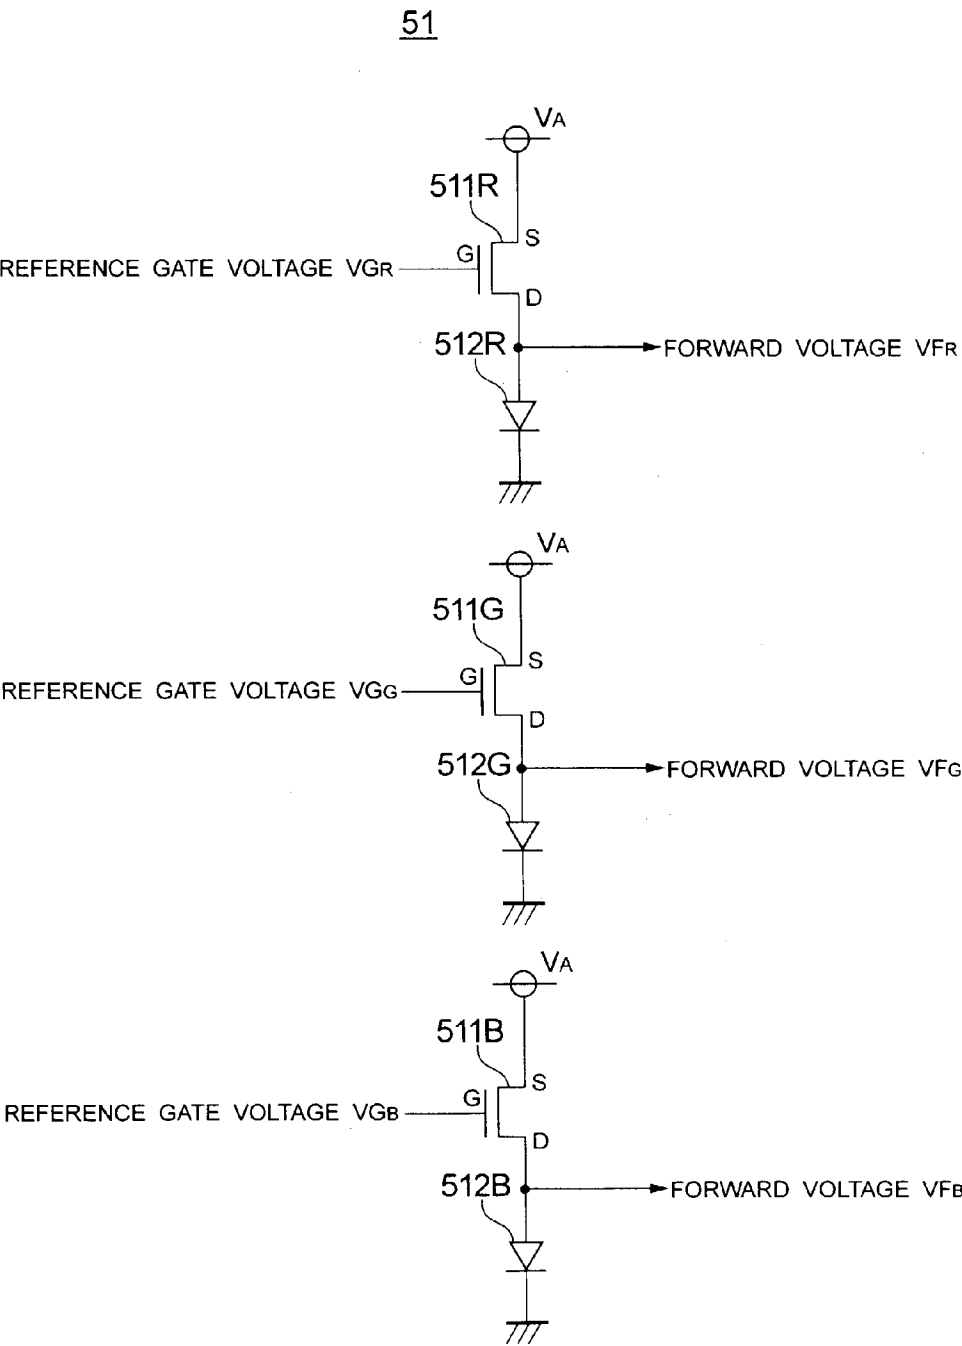 51
VA
511R
S
G
REFERENCE GATE VOLTAGE VGR
D
512R
FORWARD VOLTAGE VFR
VA
511G
S
G
REFERENCE GATE VOLTAGE VGG
D
512G
FORWARD VOLTAGE VFG
VA
511B
S
G
REFERENCE GATE VOLTAGE VGB
D
512B
FORWARD VOLTAGE VFB